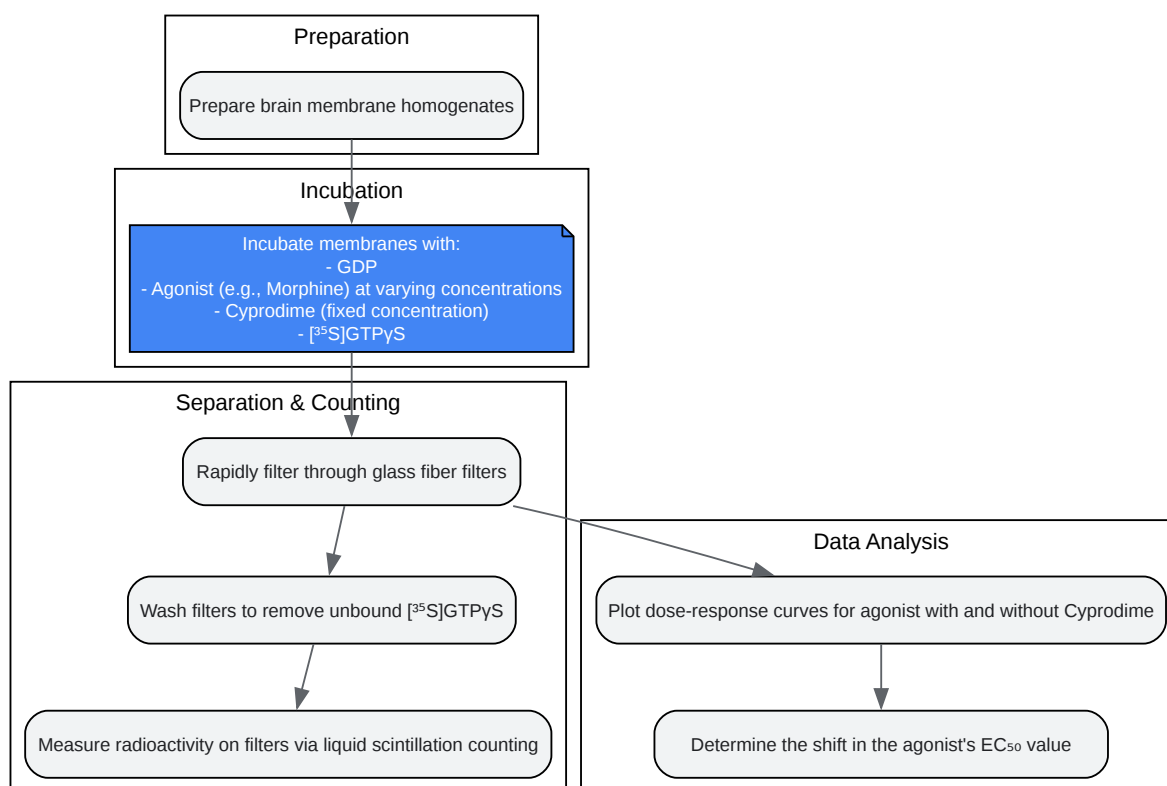 Preparation
Prepare brain membrane homogenates
Incubation
Incubate membranes with:
- GDP
- Agonist (e.g., Morphine) at varying concentrations
- Cyprodime (fixed concentration)
- [³⁵S]GTPγS
Separation & Counting
Rapidly filter through glass fiber filters
Wash filters to remove unbound [³⁵S]GTPγS
Measure radioactivity on filters via liquid scintillation counting
Data Analysis
Plot dose-response curves for agonist with and without Cyprodime
Determine the shift in the agonist's EC₅₀ value